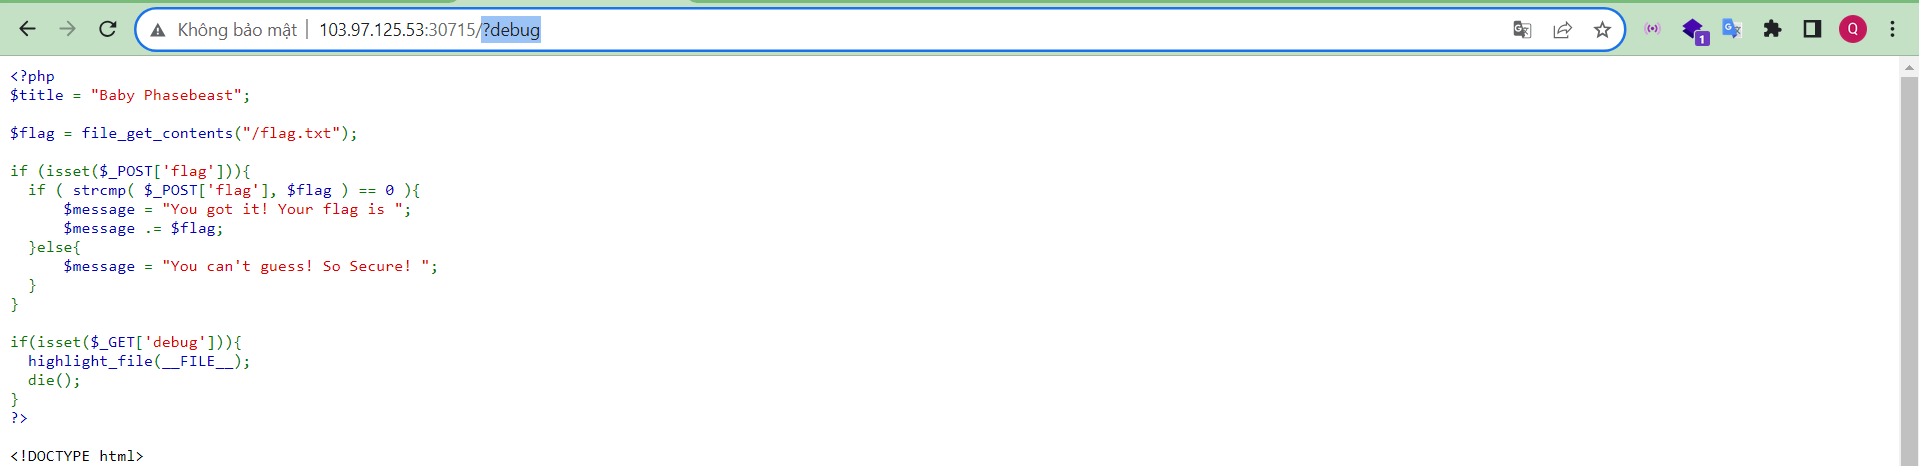 Không bảo mật | 103.97.125.53:30715/?debug
Q
1
<?php
$title = "Baby Phasebeast";
$flag = file_get_contents("/flag.txt");
if (isset($_POST['flag'])){
  if ( strcmp( $_POST['flag'], $flag ) == 0 ){
      $message = "You got it! Your flag is ";
      $message .= $flag;
  }else{
      $message = "You can't guess! So Secure! ";
  }
}
if(isset($_GET['debug'])){
  highlight_file(__FILE__);
  die();
}
?>
<!DOCTYPE html>